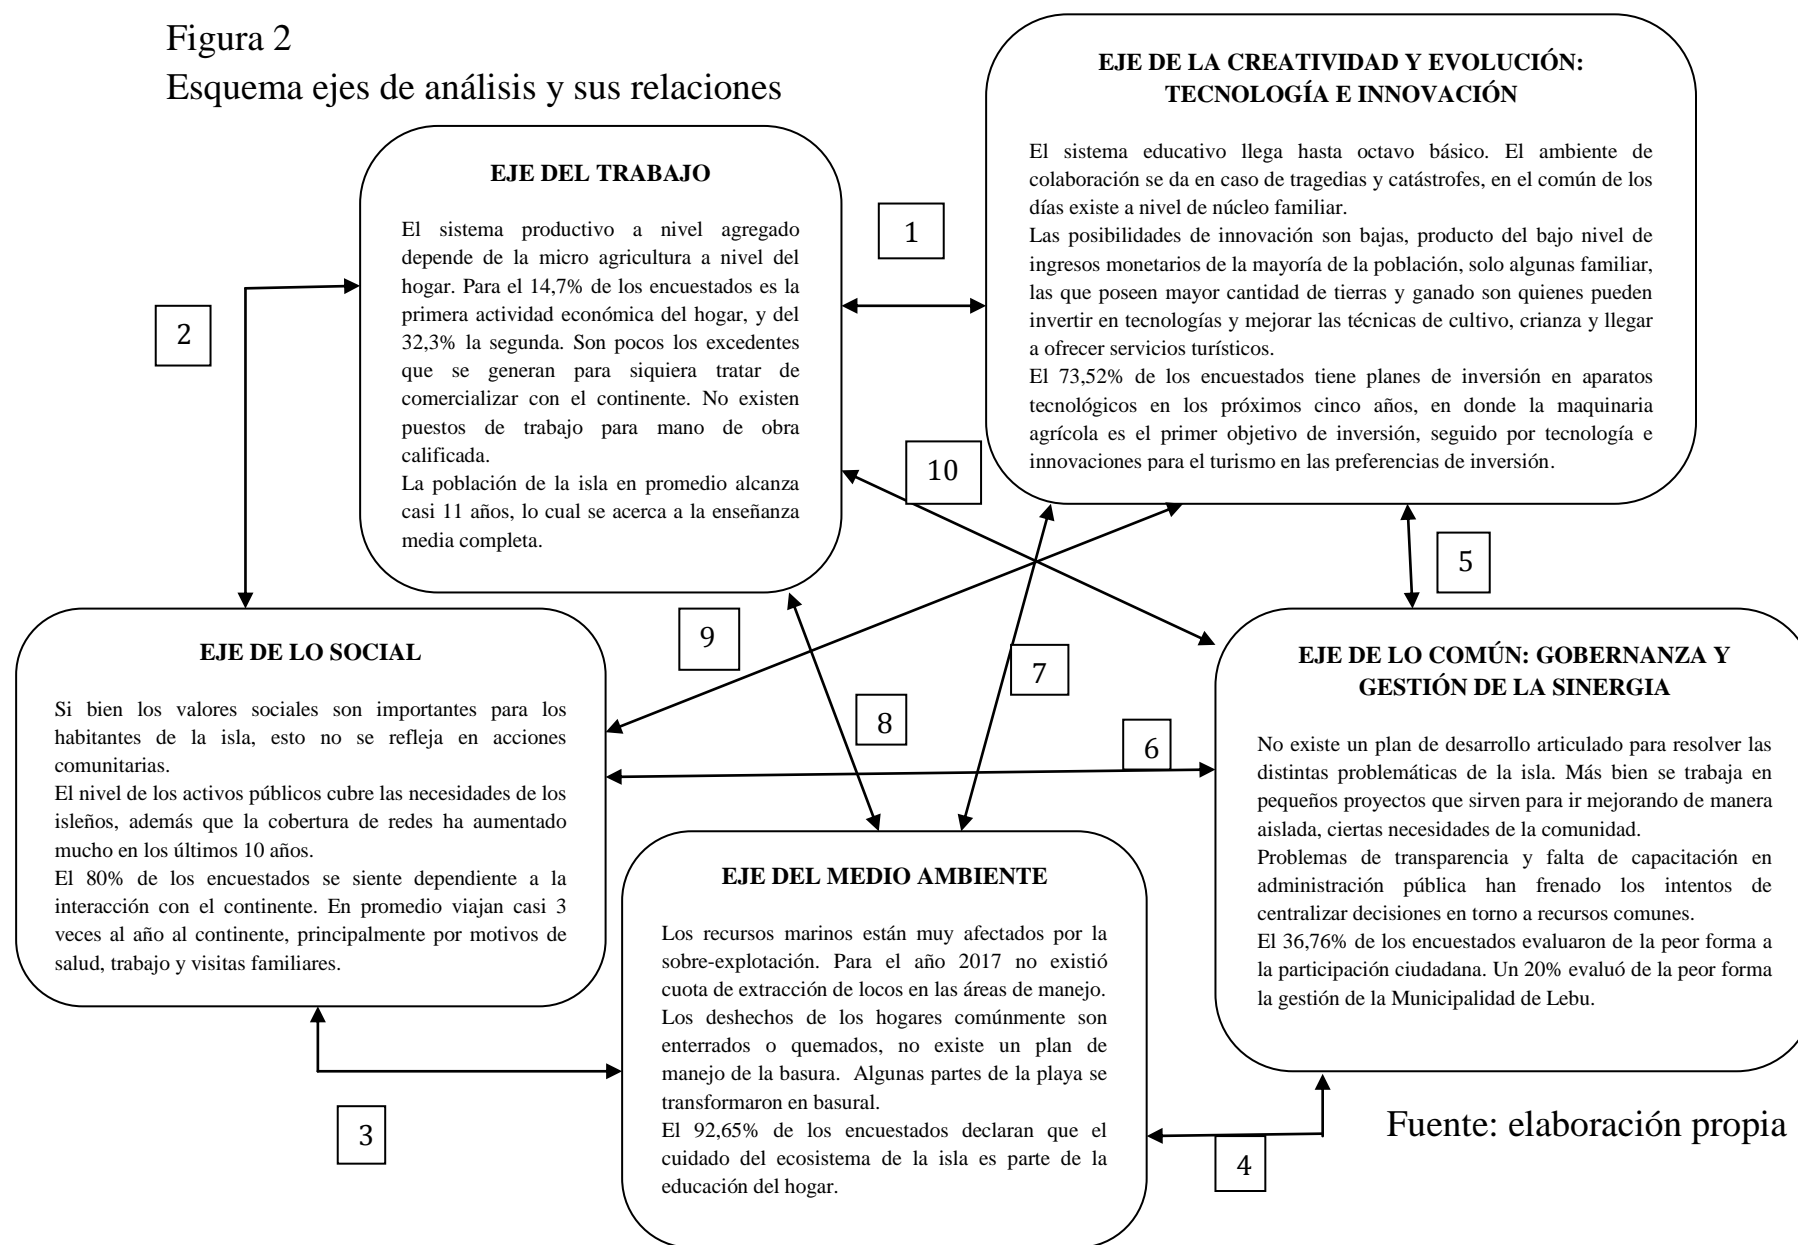 Figura 2
Esquema ejes de análisis y sus relaciones
EJE DEL TRABAJO
El sistema productivo a nivel agregado
depende de la micro agricultura a nivel del
hogar. Para el 14,7% de los encuestados es la
primera actividad económica del hogar, y del
32,3% la segunda. Son pocos los excedentes
que se generan para siquiera tratar de
comercializar con el continente. No existen
puestos de trabajo para mano de obra
calificada.
La población de la isla en promedio alcanza
casi 11 años, lo cual se acerca a la enseñanza
media completa.
1
EJE DE LA CREATIVIDAD Y EVOLUCIÓN:
TECNOLOGÍA E INNOVACIÓN
El sistema educativo llega hasta octavo básico. El ambiente de
colaboración se da en caso de tragedias y catástrofes, en el común de los
días existe a nivel de núcleo familiar.
Las posibilidades de innovación son bajas, producto del bajo nivel de
ingresos monetarios de la mayoría de la población, solo algunas familiar,
las que poseen mayor cantidad de tierras y ganado son quienes pueden
invertir en tecnologías y mejorar las técnicas de cultivo, crianza y llegar
a ofrecer servicios turísticos.
El 73,52% de los encuestados tiene planes de inversión en aparatos
tecnológicos en los próximos cinco años, en donde la maquinaria
agrícola es el primer objetivo de inversión, seguido por tecnología e
innovaciones para el turismo en las preferencias de inversión.
2
10
5
9
7
8
6
EJE DE LO SOCIAL
Si bien los valores sociales son importantes para los
habitantes de la isla, esto no se refleja en acciones
comunitarias.
El nivel de los activos públicos cubre las necesidades de los
isleños, además que la cobertura de redes ha aumentado
mucho en los últimos 10 años.
El 80% de los encuestados se siente dependiente a la
interacción con el continente. En promedio viajan casi 3
veces al año al continente, principalmente por motivos de
salud, trabajo y visitas familiares.
EJE DE LO COMÚN: GOBERNANZA Y
GESTIÓN DE LA SINERGIA
No existe un plan de desarrollo articulado para resolver las
distintas problemáticas de la isla. Más bien se trabaja en
pequeños proyectos que sirven para ir mejorando de manera
aislada, ciertas necesidades de la comunidad.
Problemas de transparencia y falta de capacitación en
administración pública han frenado los intentos de
centralizar decisiones en torno a recursos comunes.
El 36,76% de los encuestados evaluaron de la peor forma a
la participación ciudadana. Un 20% evaluó de la peor forma
la gestión de la Municipalidad de Lebu.
EJE DEL MEDIO AMBIENTE
Los recursos marinos están muy afectados por la
sobre-explotación. Para el año 2017 no existió
cuota de extracción de locos en las áreas de manejo.
Los deshechos de los hogares comúnmente son
enterrados o quemados, no existe un plan de
manejo de la basura. Algunas partes de la playa se
transformaron en basural.
El 92,65% de los encuestados declaran que el
cuidado del ecosistema de la isla es parte de la
educación del hogar.
3
4
Fuente: elaboración propia